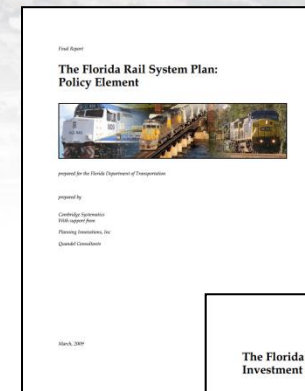 Final Report
The Florida Rail System Plan:
Policy Element
prepared for the Florida Department of Transportation
prepared by
Cambridge Systematics
With support from
Planning Innovations, Inc
Quandel Consultants
March, 2009
The Florida
Investment